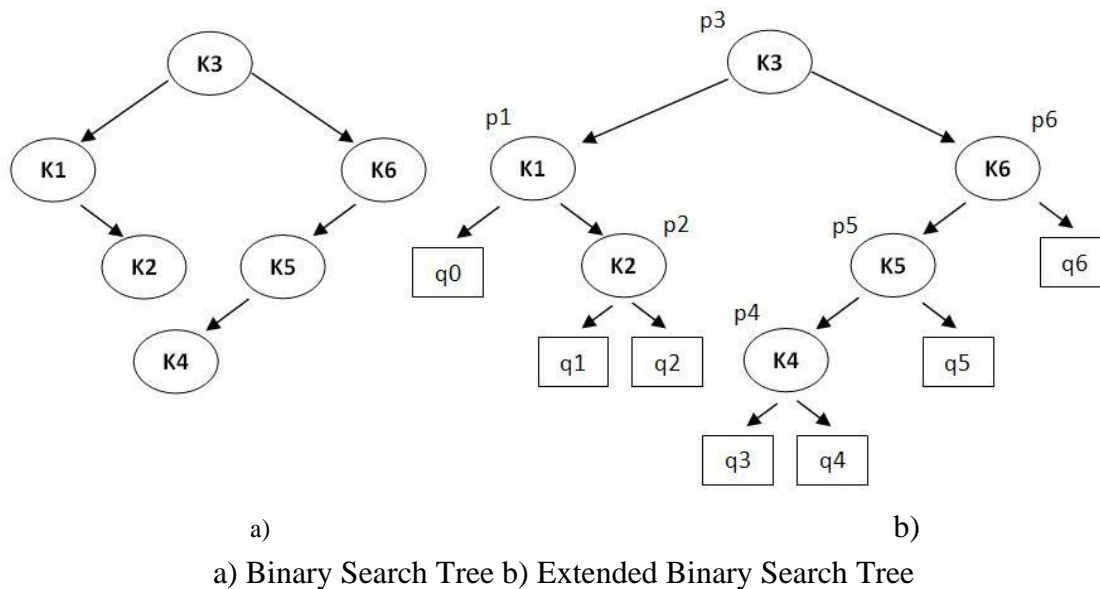 p3
K3
K3
p1
p6
K1
K6
K1
K6
p2
p5
K2
K5
q0
K2
K5
q6
p4
K4
q1
q2
K4
q5
q3
q4
a)
b)
a) Binary Search Tree b) Extended Binary Search Tree